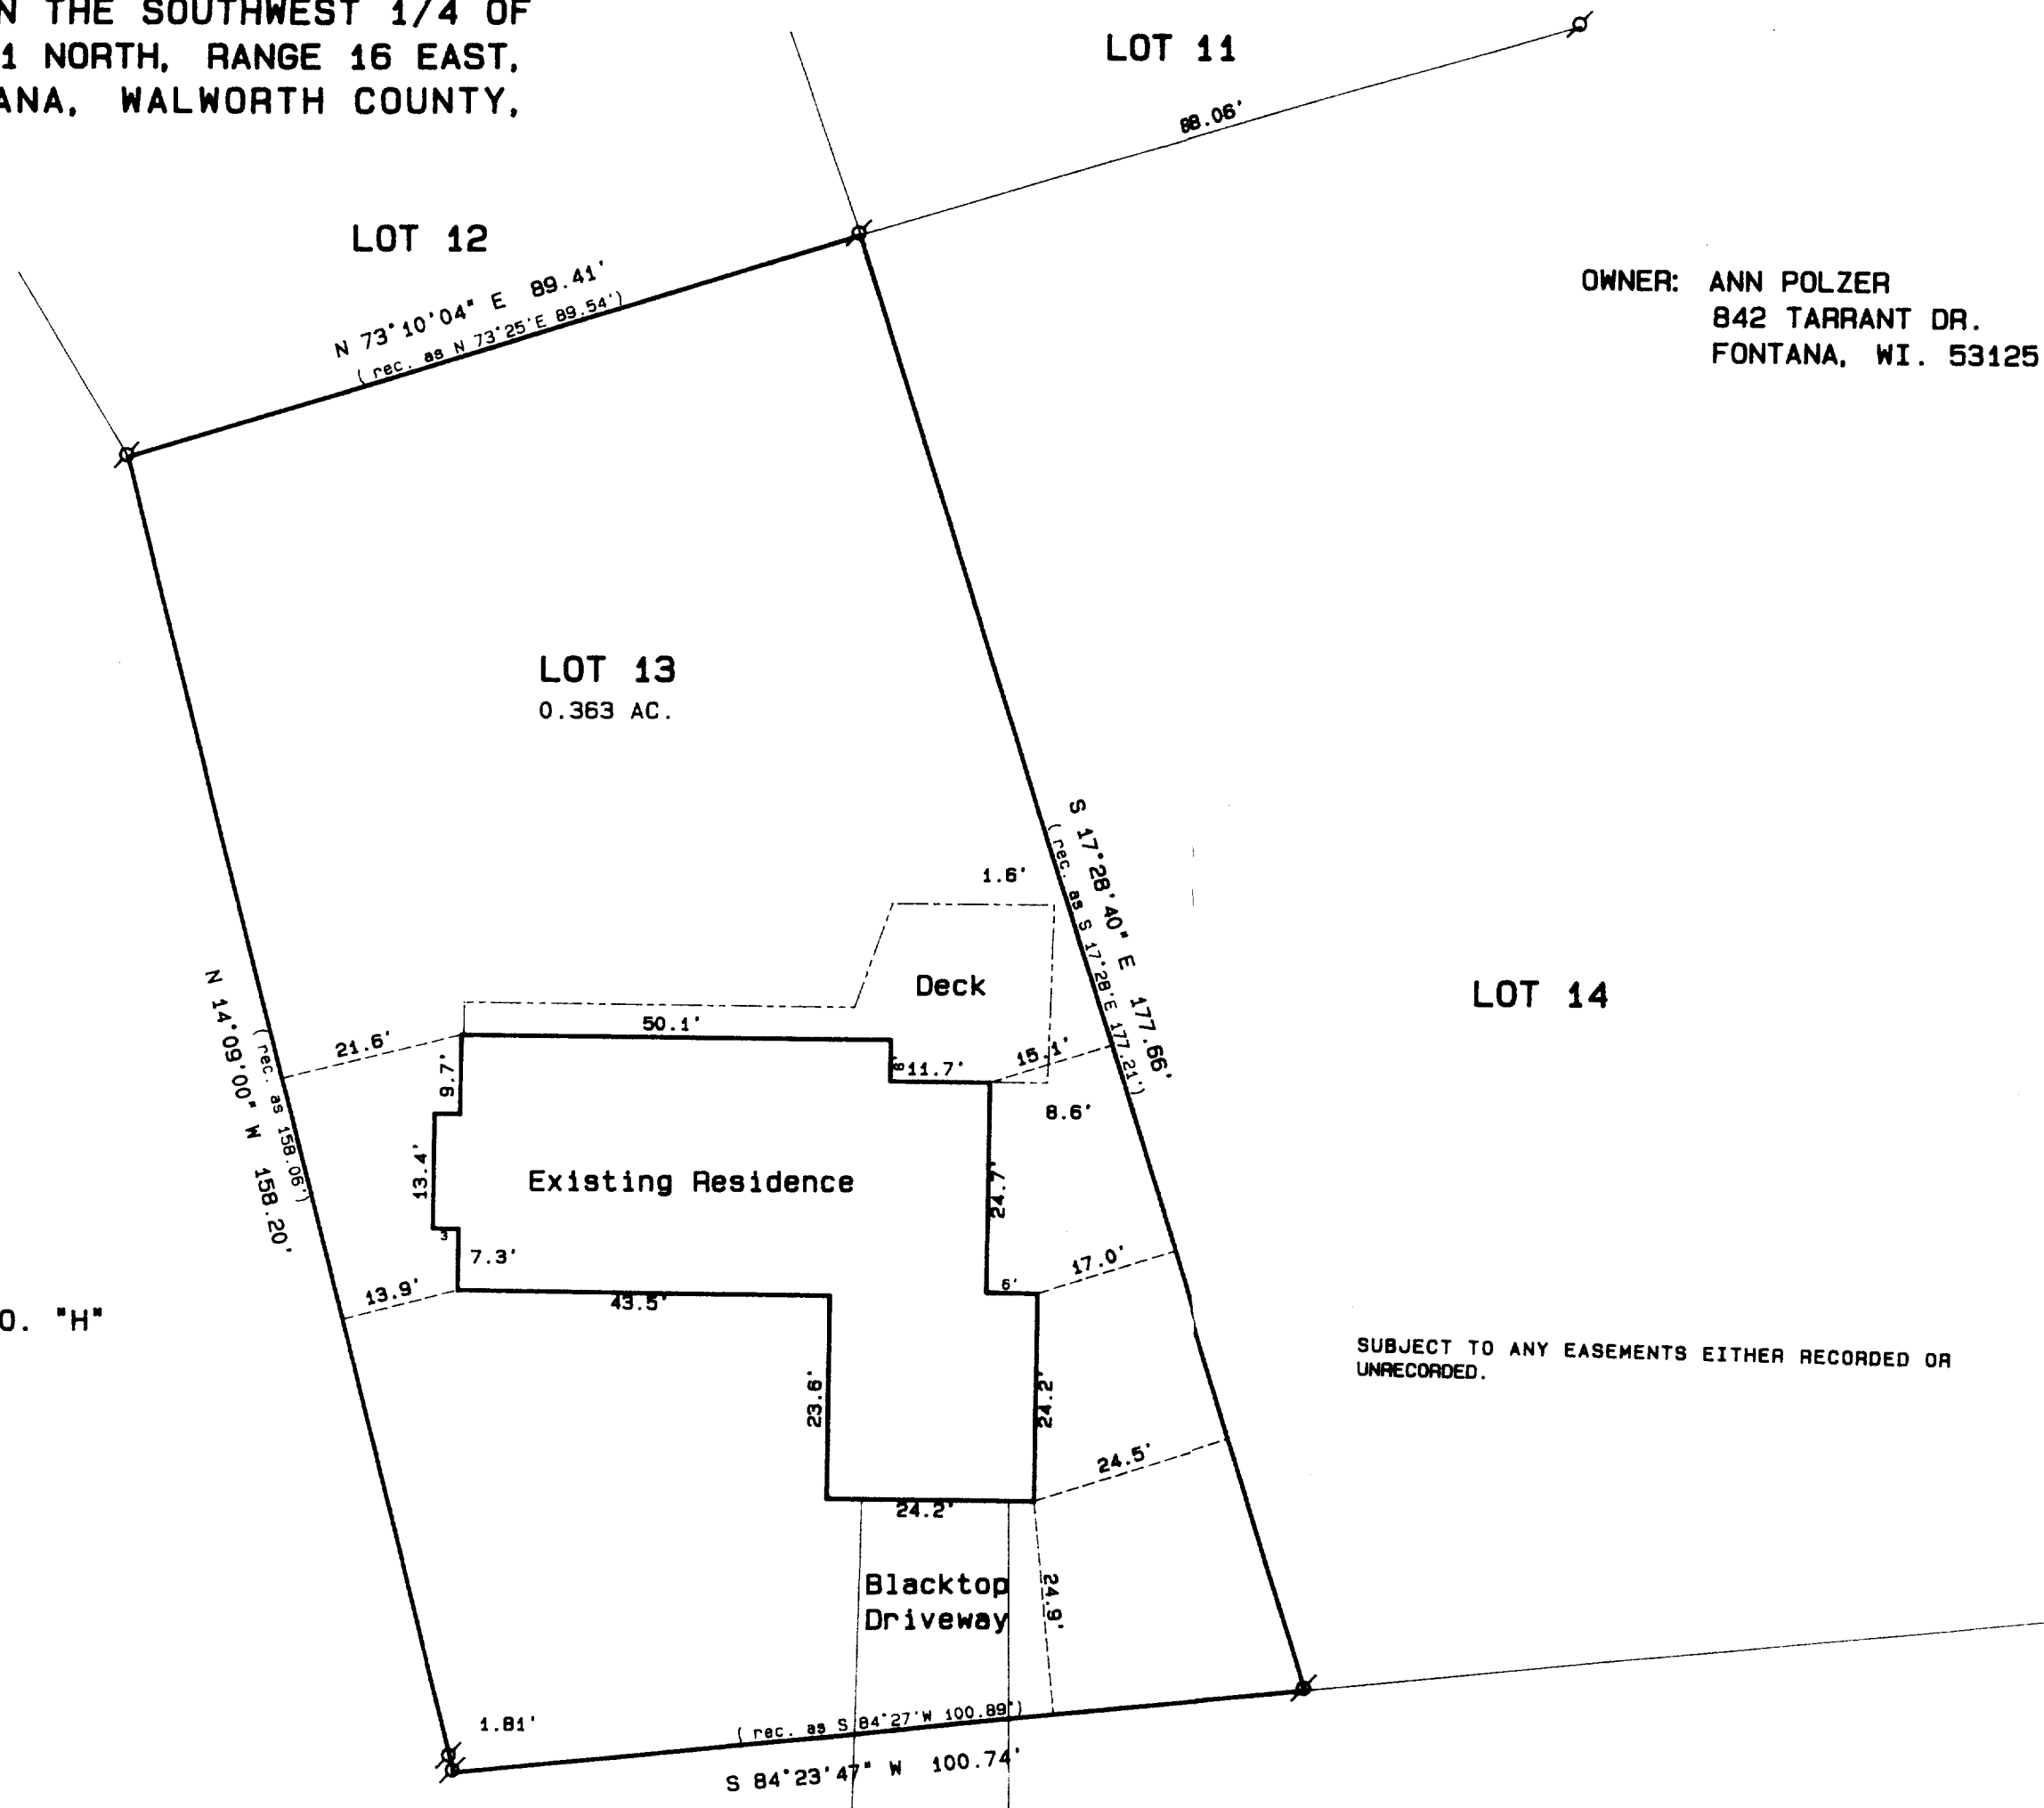 N THE SOUTHWEST 1/4 OF
1 NORTH, RANGE 16 EAST,
ANA, WALWORTH COUNTY,
LOT 11
88.06'
LOT 12
N 73°10'04" E 89.41'
( rec. as N 73°25'E 89.54')
OWNER: ANN POLZER
842 TARRANT DR.
FONTANA, WI. 53125
LOT 13
0.363 AC.
S 17°28'40" E 177.66'
( rec. as S 17°28'E 177.21')
1.6'
Deck
LOT 14
N 14°09'00" W 158.20'
( rec. as 158.06')
50.1'
21.6'
9.7'
8'
11.7'
15.1'
8.6'
13.4'
Existing Residence
24.7'
3'
7.3'
17.0'
6'
13.9'
43.5'
O. "H"
SUBJECT TO ANY EASEMENTS EITHER RECORDED OR
UNRECORDED.
23.6'
24.2'
24.5'
24.2'
Blacktop
Driveway
24.9'
1.81'
( rec. as S 84°27'W 100.89')
S 84°23'47" W 100.74'